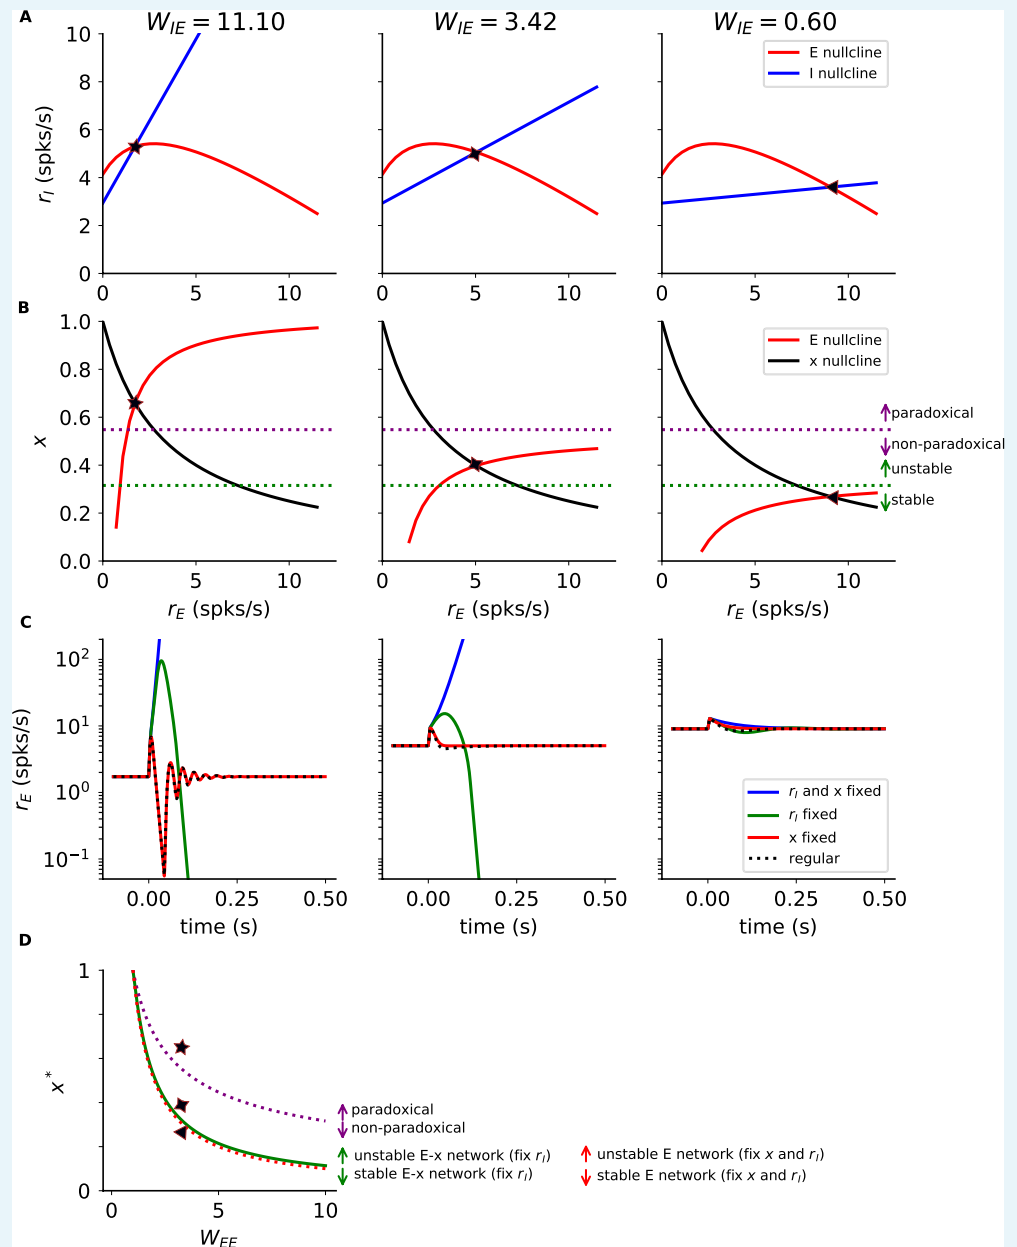 A
W_IE = 11.10
W_IE = 3.42
W_IE = 0.60
r_I (spks/s)
10
8
6
4
2
0
E nullcline
I nullcline
0 5 10
0 5 10
0 5 10
B
x
1.0
0.8
0.6
0.4
0.2
0.0
E nullcline
x nullcline
paradoxical
non-paradoxical
unstable
stable
0 5 10
0 5 10
0 5 10
r_E (spks/s)
r_E (spks/s)
r_E (spks/s)
C
r_E (spks/s)
10²
10¹
10⁰
10⁻¹
r_I and x fixed
r_I fixed
x fixed
regular
0.00 0.25 0.50
0.00 0.25 0.50
0.00 0.25 0.50
time (s)
time (s)
time (s)
D
x*
1
0
paradoxical
non-paradoxical
unstable E-x network (fix r_I)
stable E-x network (fix r_I)
unstable E network (fix x and r_I)
stable E network (fix x and r_I)
0 5 10
W_EE